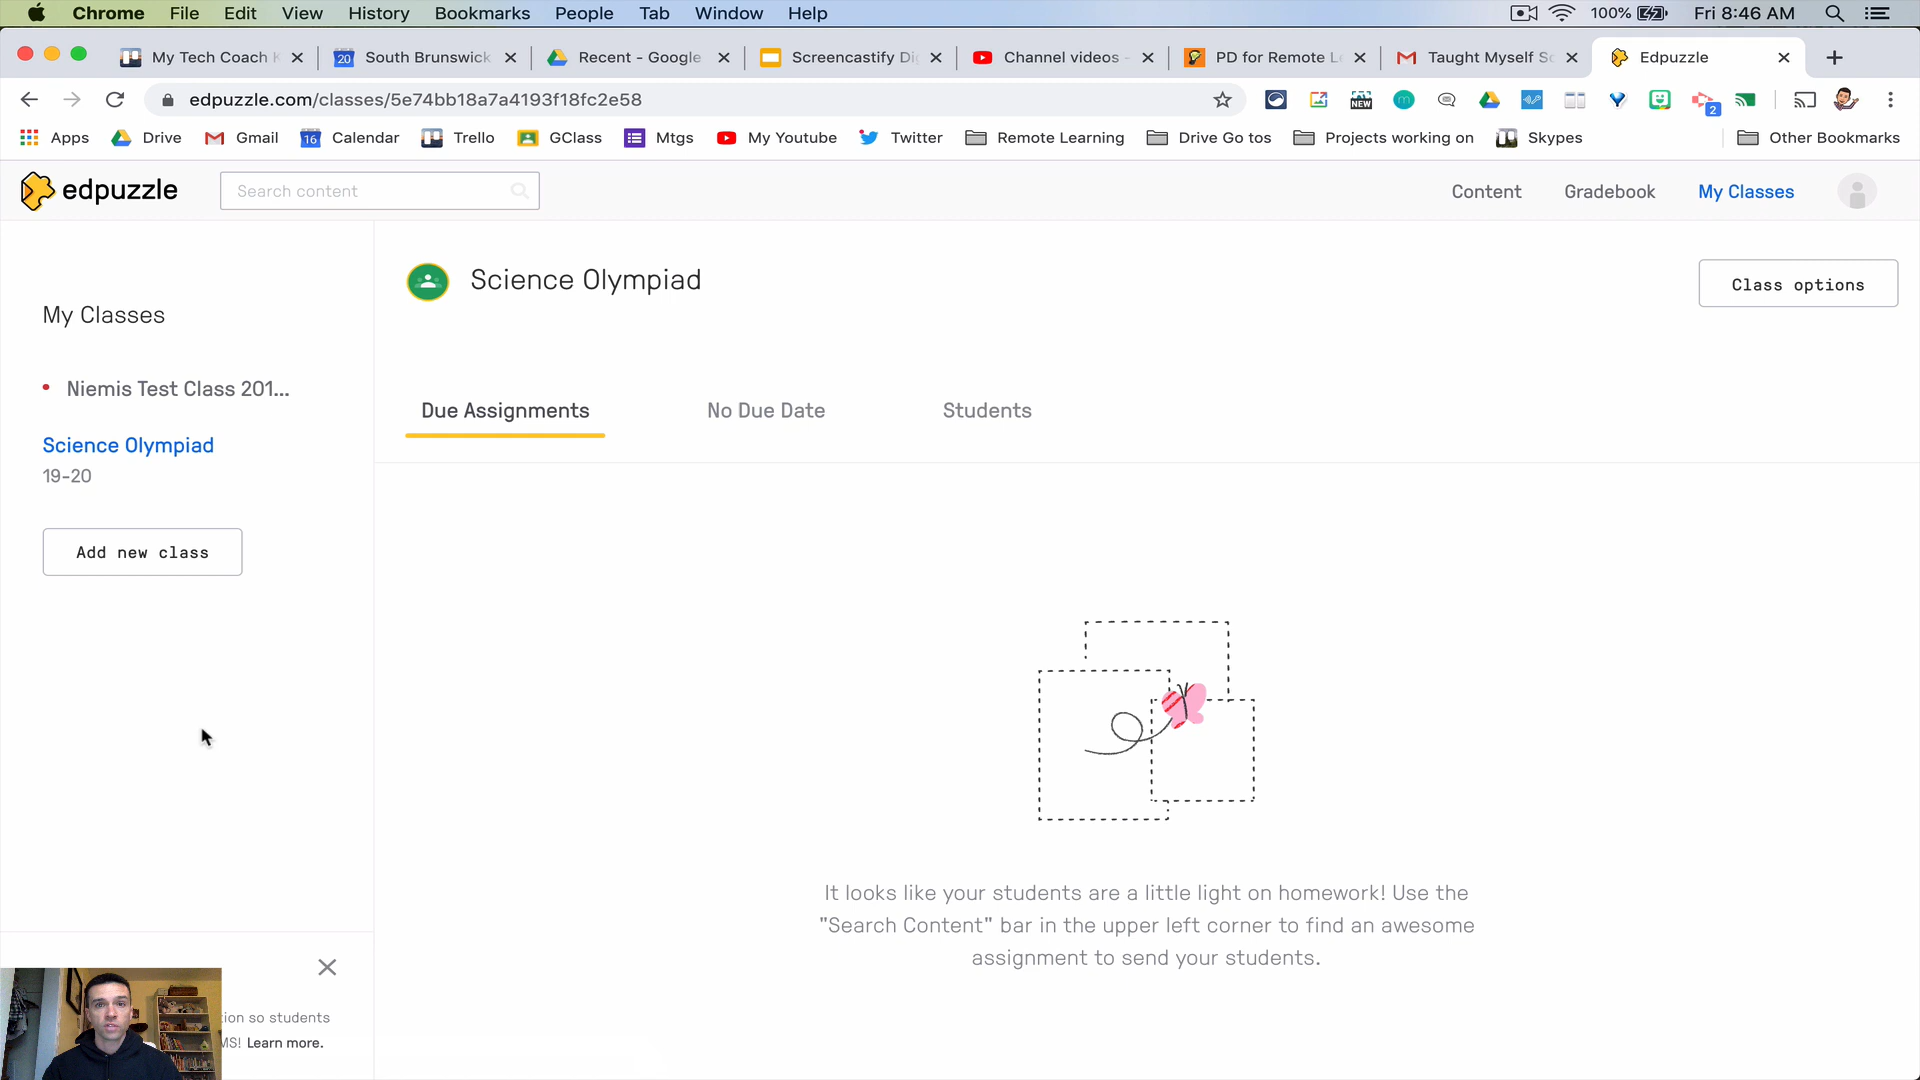 Chrome File Edit View History Bookmarks People Tab Window Help 100% Fri 8:46 AM
My Tech Coach South Brunswick 20 Recent - Google Screencastify Channel videos - PD for Remote Taught Myself Edpuzzle
edpuzzle.com/classes/5e74bb18a7a4193f18fc2e58 NEW m 2
Apps Drive Gmail 16 Calendar Trello GClass Mtgs My Youtube Twitter Remote Learning Drive Go tos Projects working on Skypes Other Bookmarks
edpuzzle Search content Content Gradebook My Classes
Science Olympiad
Class options
My Classes
Niemis Test Class 201...
Due Assignments No Due Date Students
Science Olympiad
19-20
Add new class
It looks like your students are a little light on homework! Use the
"Search Content" bar in the upper left corner to find an awesome
assignment to send your students.
so students
Learn more.